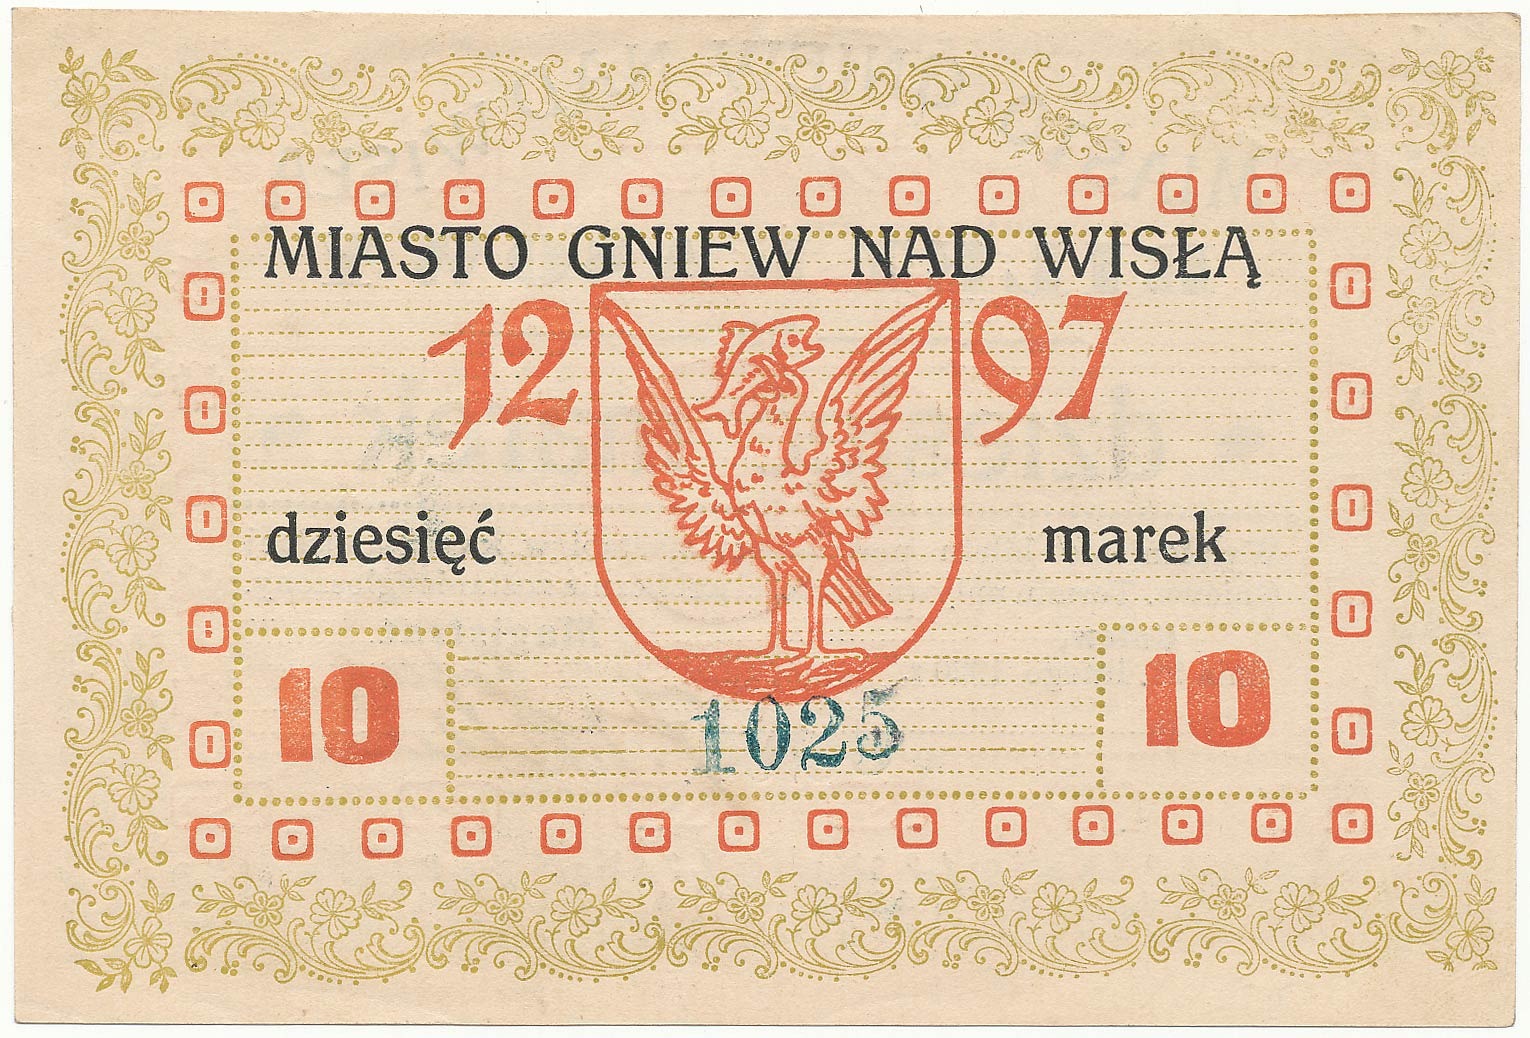 MIASTO GNIEW NAD WISŁĄ
12 97
dziesięć marek
10 10
1025